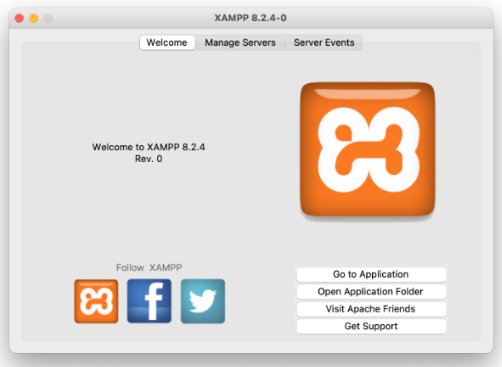 XAMPP 8.2.4-0
Welcome
Manage Servers
Server Events
Welcome to XAMPP 8.2.4
Rev. 0
Follow XAMPP
Go to Application
Open Application Folder
Visit Apache Friends
Get Support